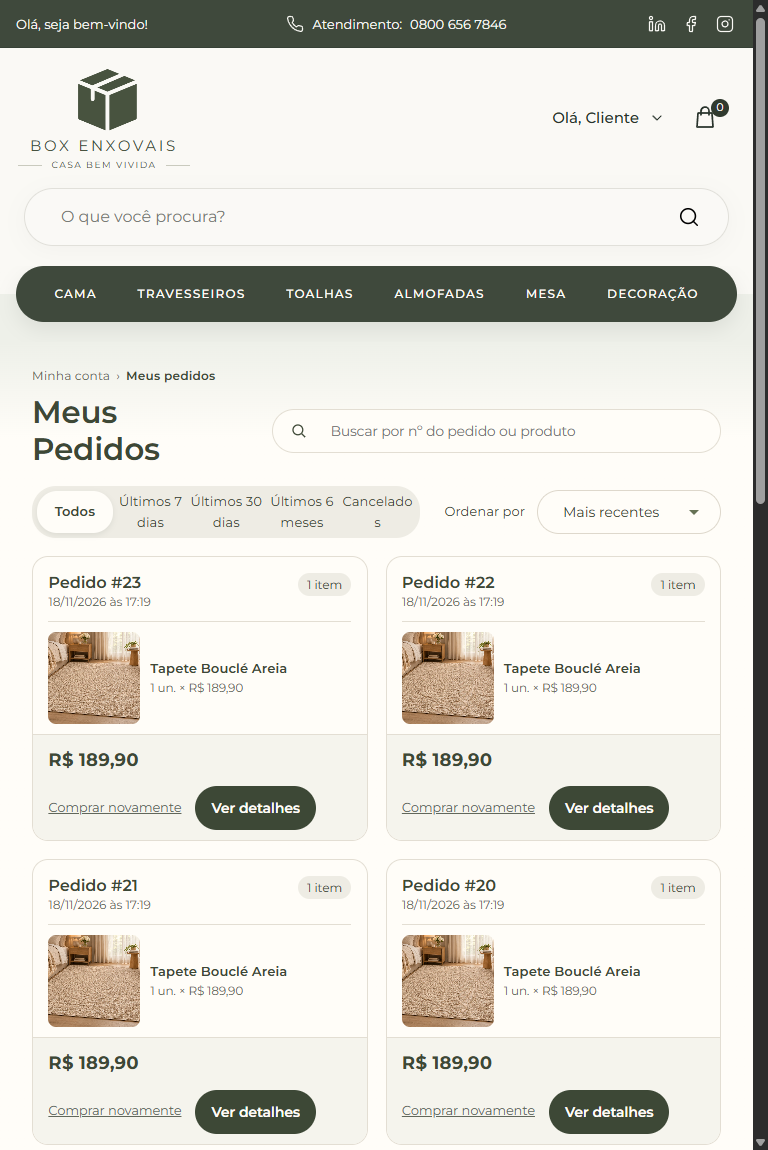 Olá, seja bem-vindo!
Atendimento: 0800 656 7846
BOX ENXOVAIS
CASA BEM VIVIDA
Olá, Cliente
0
O que você procura?
CAMA TRAVESSEIROS TOALHAS ALMOFADAS MESA DECORAÇÃO
Minha conta › Meus pedidos
Meus
Pedidos
Buscar por nº do pedido ou produto
Todos
Últimos 7
dias
Últimos 30
dias
Últimos 6
meses
Cancelado
s
Ordenar por
Mais recentes
Pedido #23
1 item
18/11/2026 às 17:19
Tapete Bouclé Areia
1 un. × R$ 189,90
R$ 189,90
Comprar novamente
Ver detalhes
Pedido #22
1 item
18/11/2026 às 17:19
Tapete Bouclé Areia
1 un. × R$ 189,90
R$ 189,90
Comprar novamente
Ver detalhes
Pedido #21
1 item
18/11/2026 às 17:19
Tapete Bouclé Areia
1 un. × R$ 189,90
R$ 189,90
Comprar novamente
Ver detalhes
Pedido #20
1 item
18/11/2026 às 17:19
Tapete Bouclé Areia
1 un. × R$ 189,90
R$ 189,90
Comprar novamente
Ver detalhes